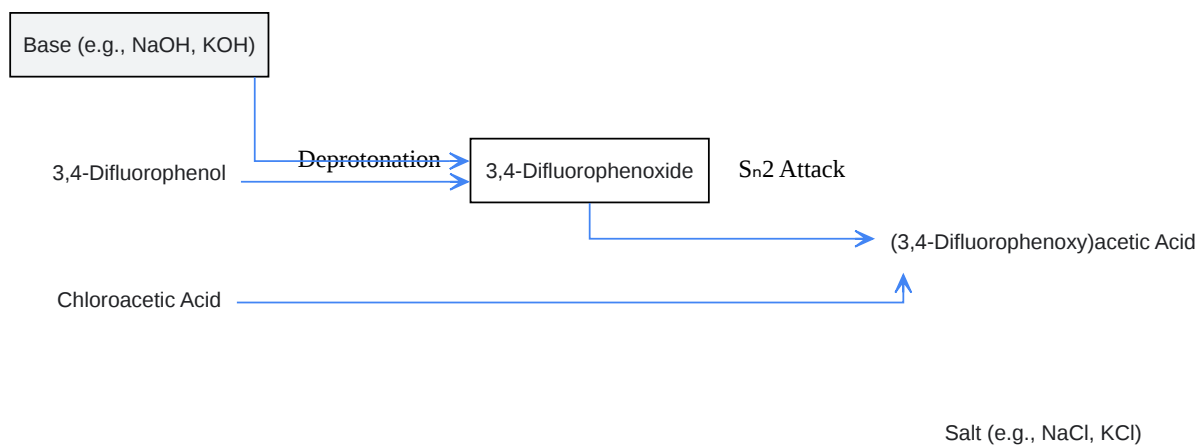 Base (e.g., NaOH, KOH)
Deprotonation
3,4-Difluorophenol
3,4-Difluorophenoxide
Sₙ2 Attack
(3,4-Difluorophenoxy)acetic Acid
Chloroacetic Acid
Salt (e.g., NaCl, KCl)